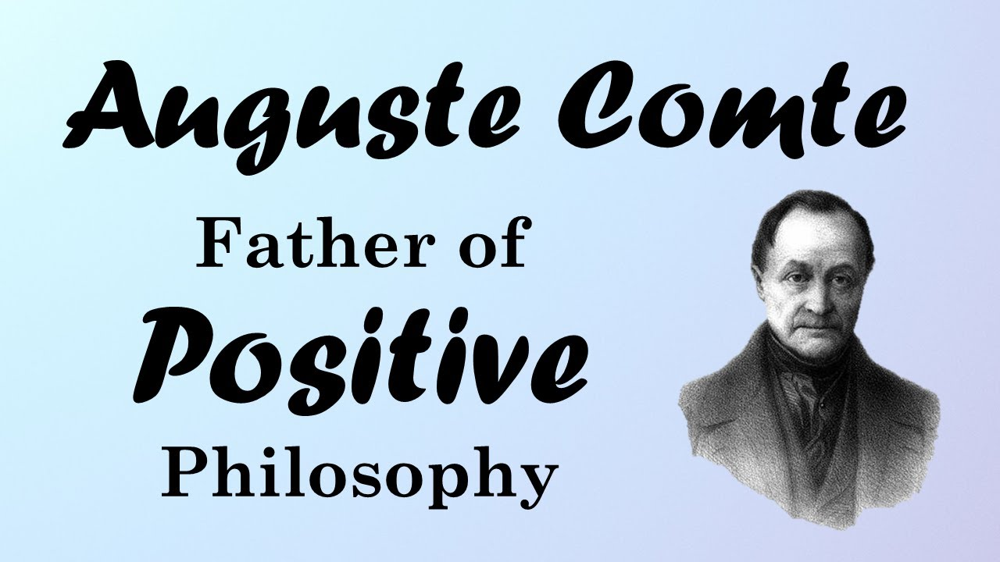 Auguste Comte
Father of
Positive
Philosophy